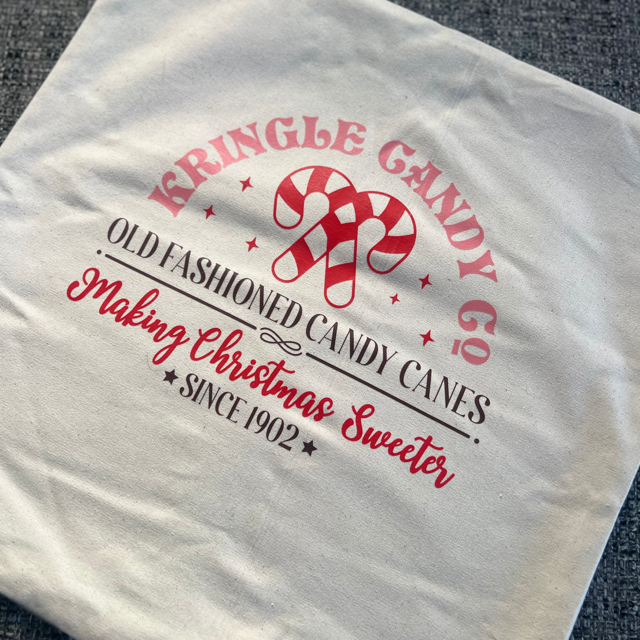 KRINGLE CANDY CO
OLD FASHIONED CANDY CANES
Making Christmas Sweeter
SINCE 1902